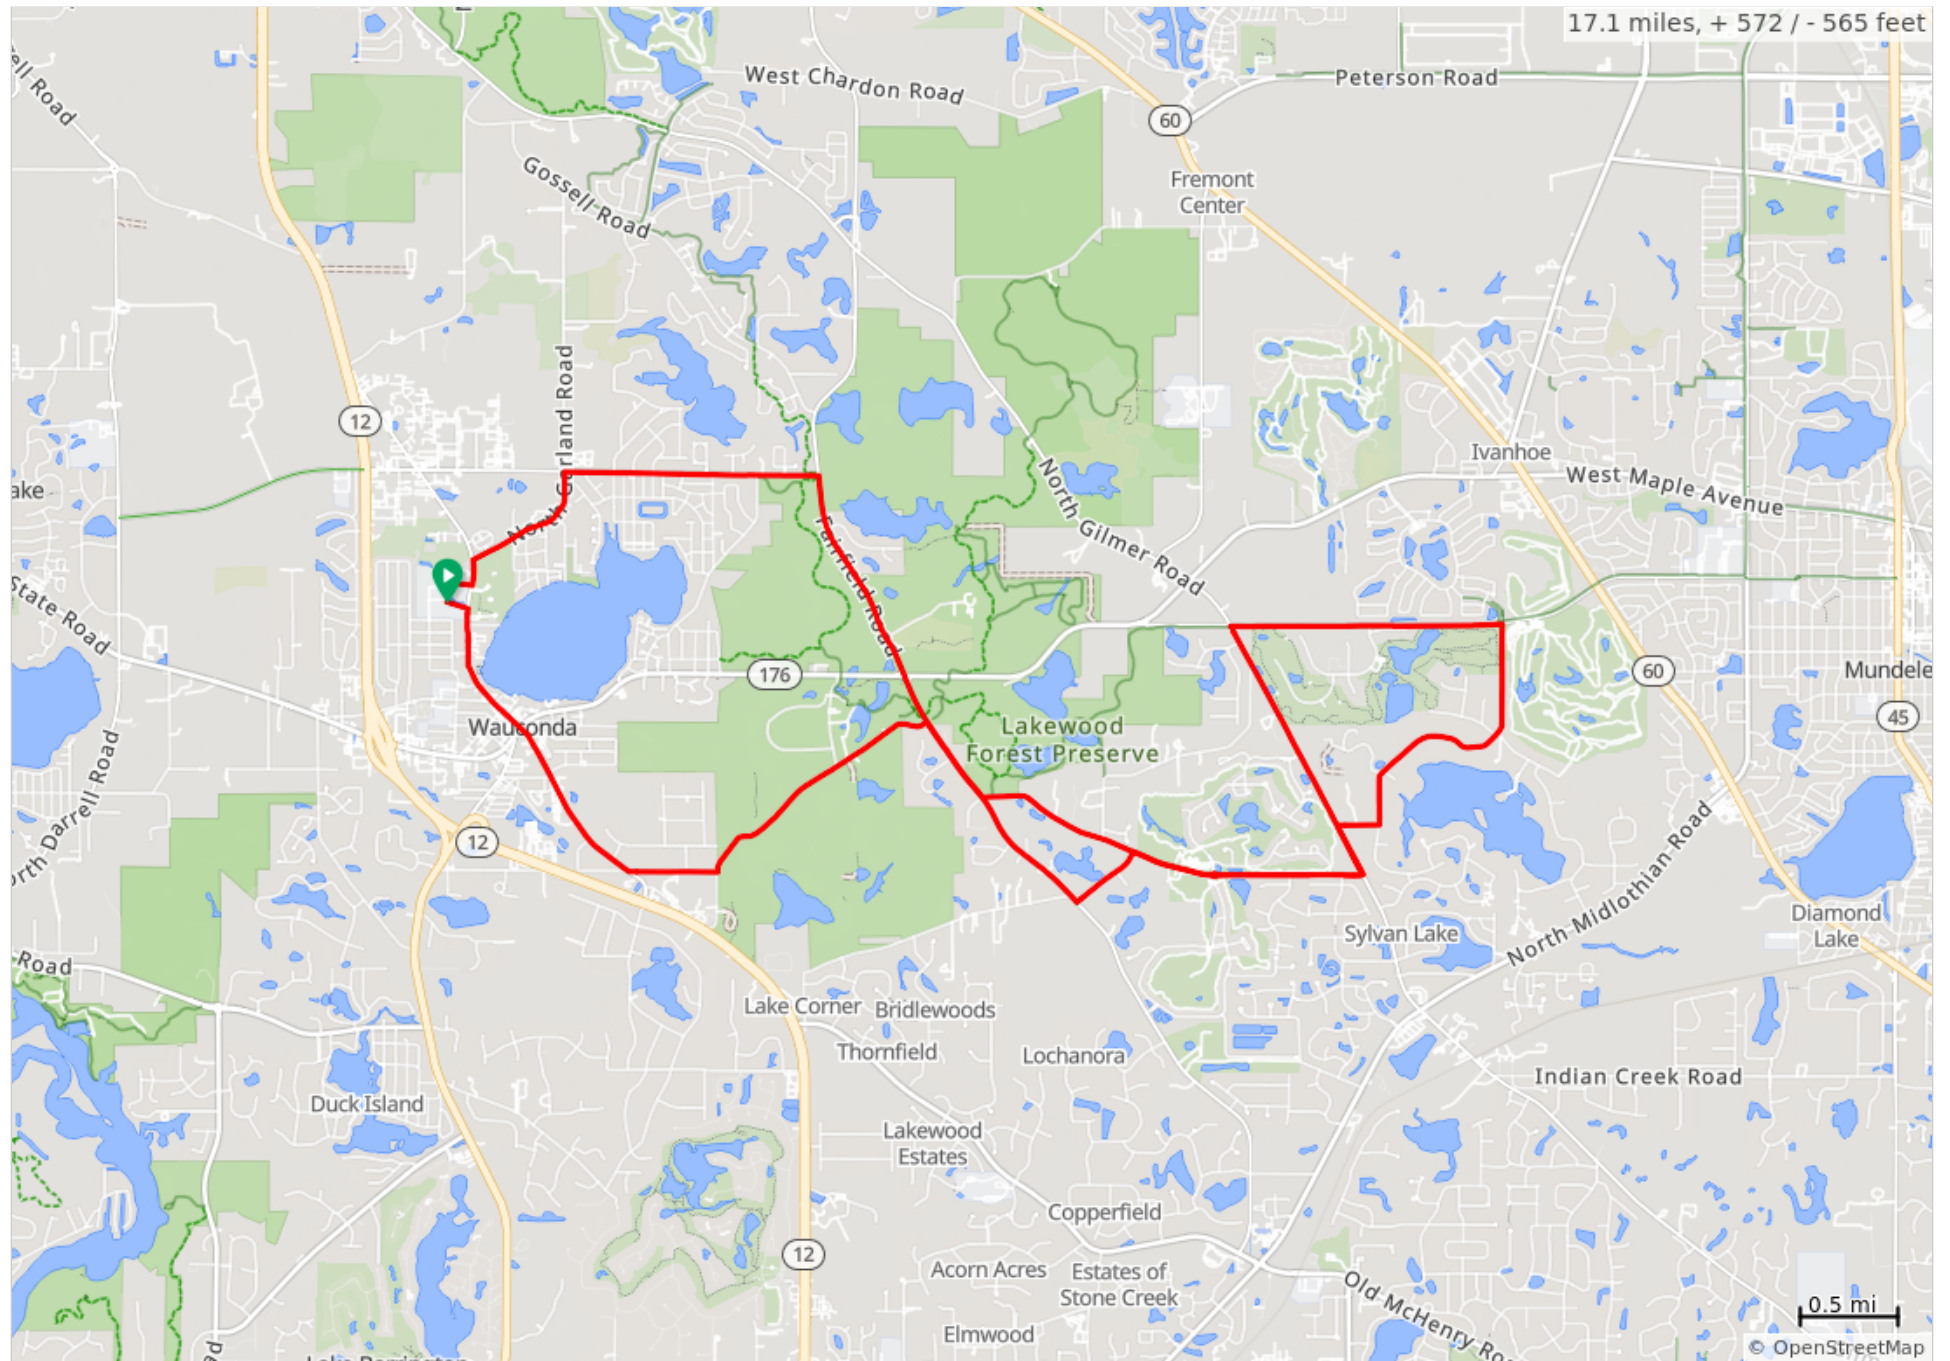 17.1 miles, + 572 / - 565 feet
West Chardon Road
Peterson Road
60
Gossell Road
Fremont
Center
North Garland Road
12
Ivanhoe
West Maple Avenue
North Gilmer Road
Fairfield Road
State Road
176
60
45
Wauconda
Lakewood
Forest Preserve
North Darrell Road
12
North Midlothian Road
Diamond
Lake
Sylvan Lake
Road
Lake Corner
Bridlewoods
Thornfield
Lochanora
Indian Creek Road
Duck Island
Lakewood
Estates
Copperfield
12
Acorn Acres
Estates of
Stone Creek
Old McHenry
Elmwood
0.5 mi
© OpenStreetMap